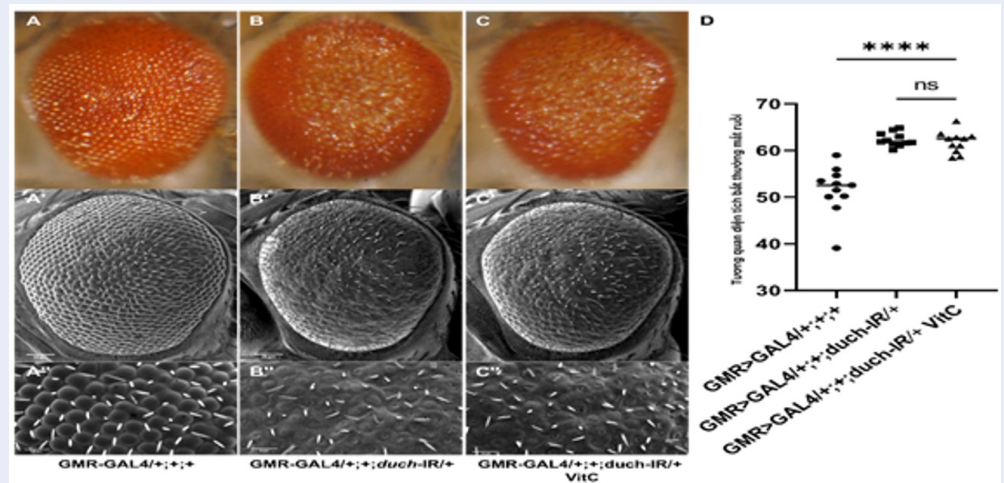 A
B
C
D
A'
B'
C'
A''
B''
C''
GMR-GAL4/+;+;+
GMR-GAL4/+;+;duch-IR/+
GMR-GAL4/+;+;duch-IR/+
VitC
****
ns
Tương quan diện tích bất thường mắt ruồi
70
60
50
40
30
GMR>GAL4/+;+;+
GMR>GAL4/+;+;duch-IR/+
GMR>GAL4/+;+;duch-IR/+ VitC